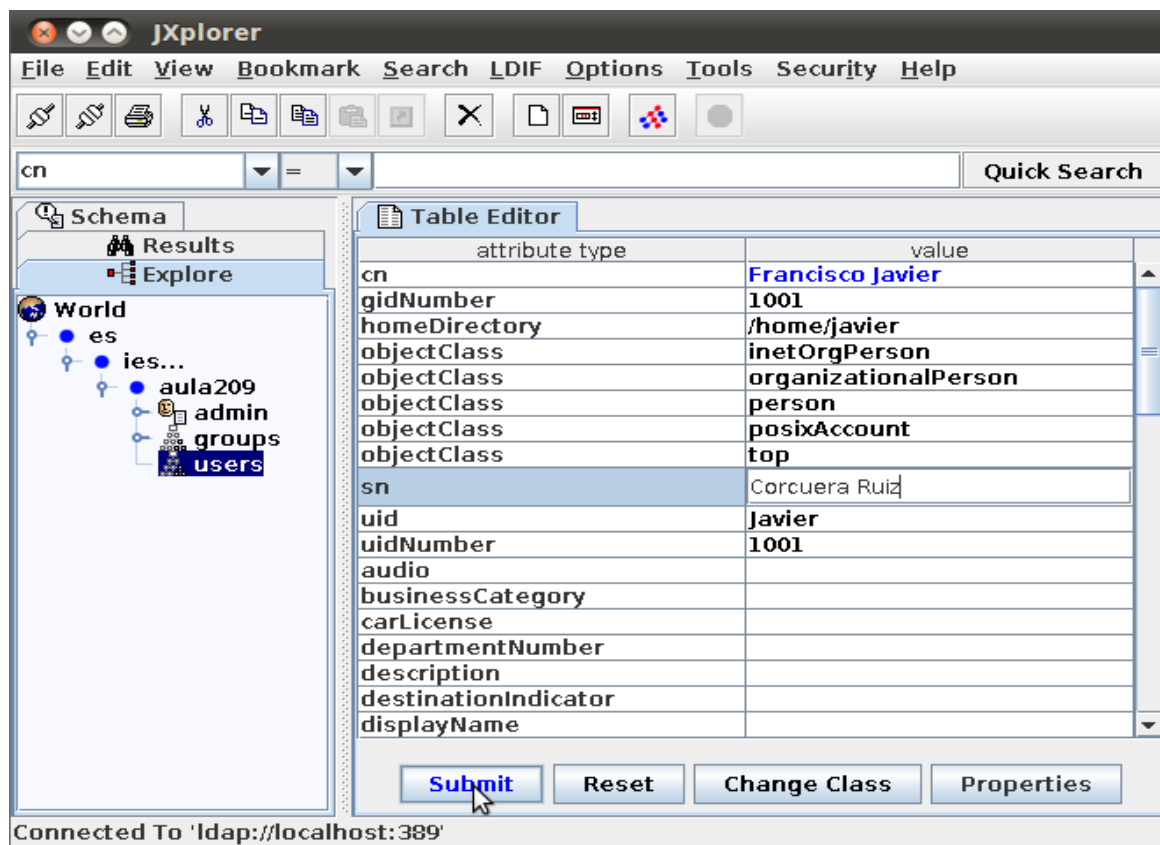 JXplorer
File Edit View Bookmark Search LDIF Options Tools Security Help
cn = Quick Search
Schema
Results
Explore
World
es
ies...
aula209
admin
groups
users
Table Editor
attribute type value
cn Francisco Javier
gidNumber 1001
homeDirectory /home/javier
objectClass inetOrgPerson
objectClass organizationalPerson
objectClass person
objectClass posixAccount
objectClass top
sn Corcuera Ruiz
uid Javier
uidNumber 1001
audio
businessCategory
carLicense
departmentNumber
description
destinationIndicator
displayName
Submit Reset Change Class Properties
Connected To 'ldap://localhost:389'